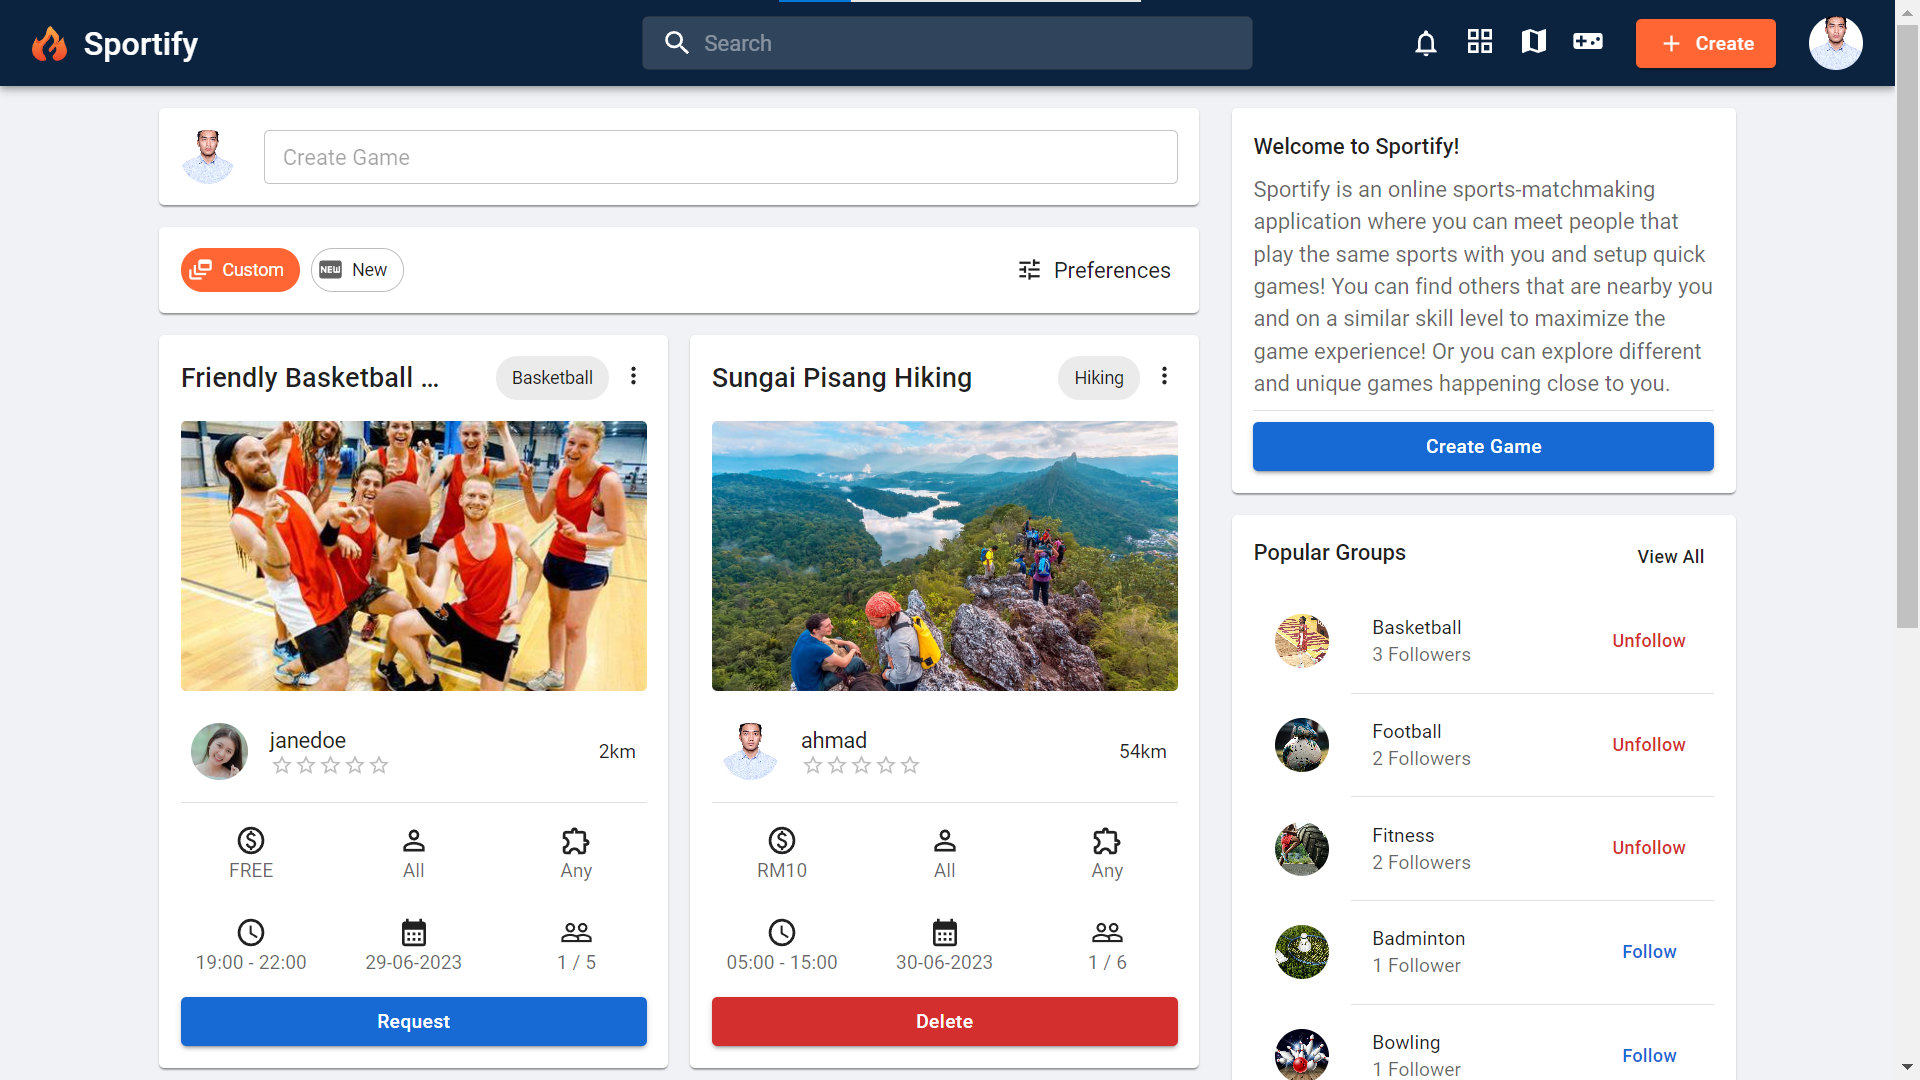 Sportify
Search
Create
Create Game
Custom
NEW New
Preferences
Friendly Basketball ...
Basketball
janedoe
2km
FREE
All
Any
19:00 - 22:00
29-06-2023
1 / 5
Request
Sungai Pisang Hiking
Hiking
ahmad
54km
RM10
All
Any
05:00 - 15:00
30-06-2023
1 / 6
Delete
Welcome to Sportify!
Sportify is an online sports-matchmaking
application where you can meet people that
play the same sports with you and setup quick
games! You can find others that are nearby you
and on a similar skill level to maximize the
game experience! Or you can explore different
and unique games happening close to you.
Create Game
Popular Groups
View All
Basketball
3 Followers
Unfollow
Football
2 Followers
Unfollow
Fitness
2 Followers
Unfollow
Badminton
1 Follower
Follow
Bowling
1 Follower
Follow